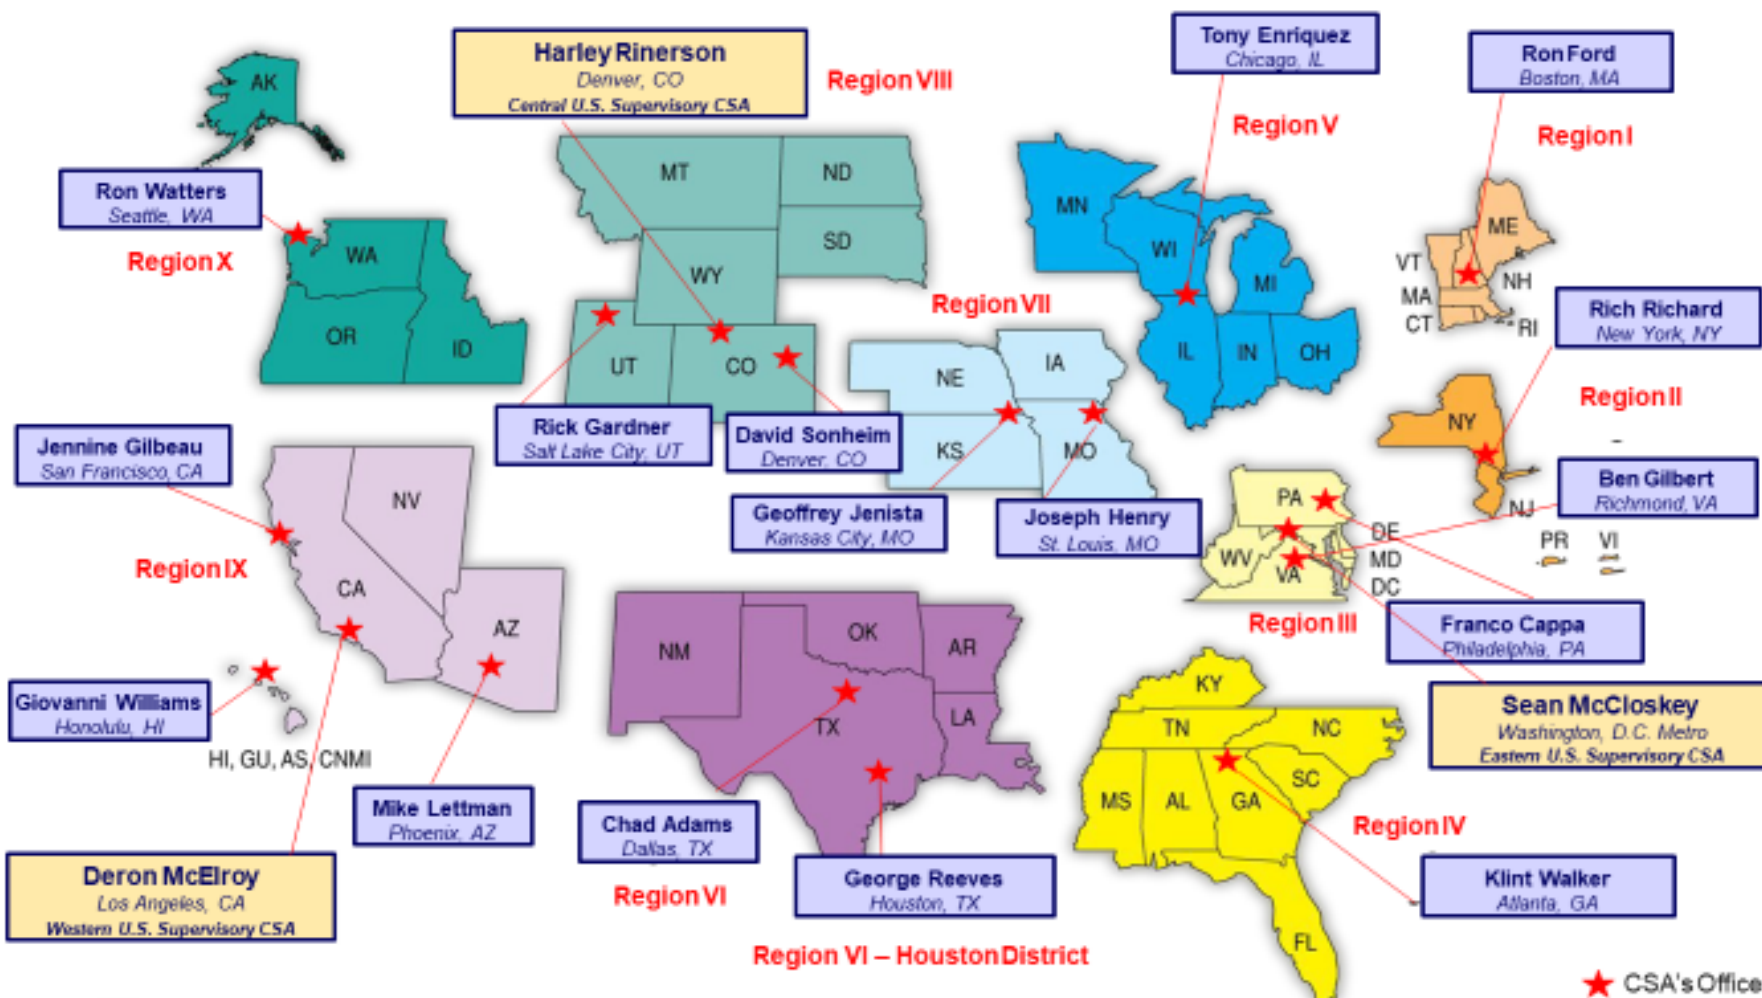 Harley Rinerson
Denver, CO
Central U.S. Supervisory CSA
Region VIII
Tony Enriquez
Chicago, IL
Region V
Ron Ford
Boston, MA
Region I
AK
Ron Watters
Seattle, WA
Region X
WA
OR
ID
MT
ND
SD
WY
UT
CO
Rick Gardner
Salt Lake City, UT
David Sonheim
Denver, CO
Region VII
NE
IA
KS
MO
Geoffrey Jenista
Kansas City, MO
Joseph Henry
St. Louis, MO
MN
WI
MI
IL
IN
OH
ME
VT
NH
MA
CT
RI
Rich Richard
New York, NY
Region II
NY
NJ
PR
VI
Ben Gilbert
Richmond, VA
PA
WV
VA
DE
MD
DC
Region III
Franco Cappa
Philadelphia, PA
Sean McCloskey
Washington, D.C. Metro
Eastern U.S. Supervisory CSA
Jennine Gilbeau
San Francisco, CA
Region IX
NV
CA
AZ
Giovanni Williams
Honolulu, HI
HI, GU, AS, CNMI
Mike Lettman
Phoenix, AZ
Deron McElroy
Los Angeles, CA
Western U.S. Supervisory CSA
NM
OK
AR
TX
LA
Chad Adams
Dallas, TX
Region VI
George Reeves
Houston, TX
Region VI – Houston District
KY
TN
NC
SC
MS
AL
GA
FL
Region IV
Klint Walker
Atlanta, GA
CSA's Office